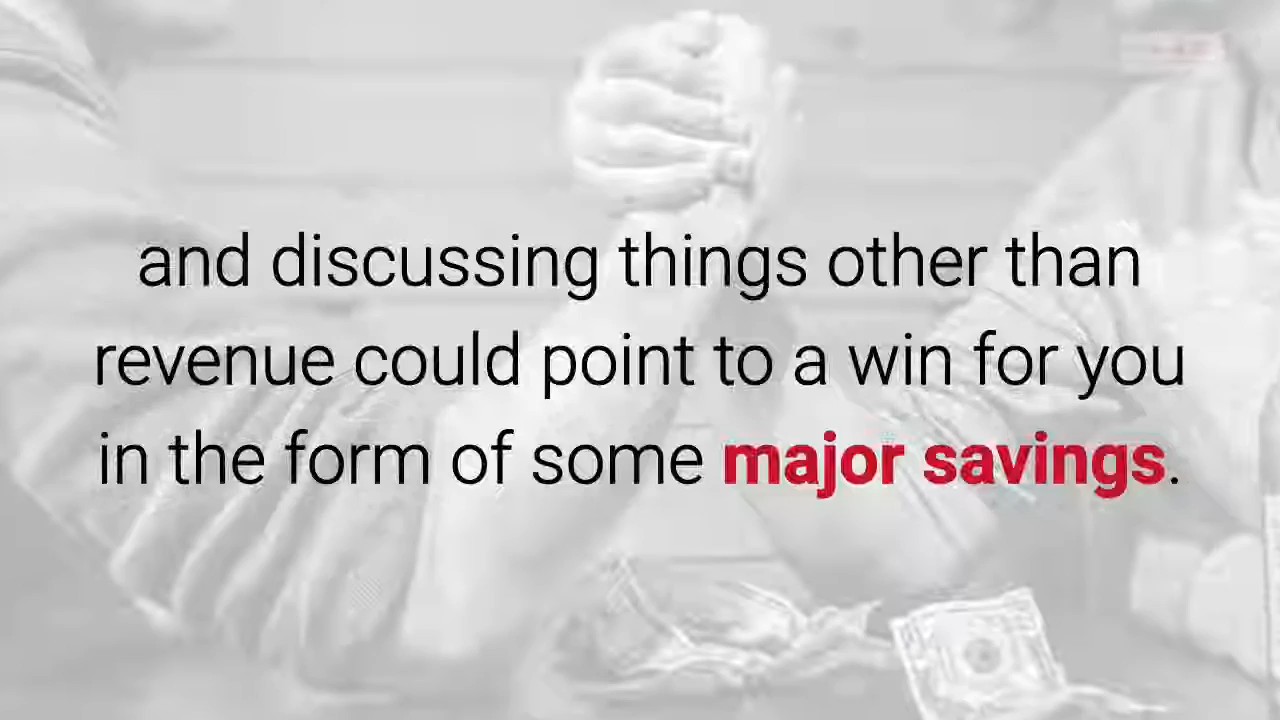 and discussing things other than
revenue could point to a win for you
in the form of some major savings.